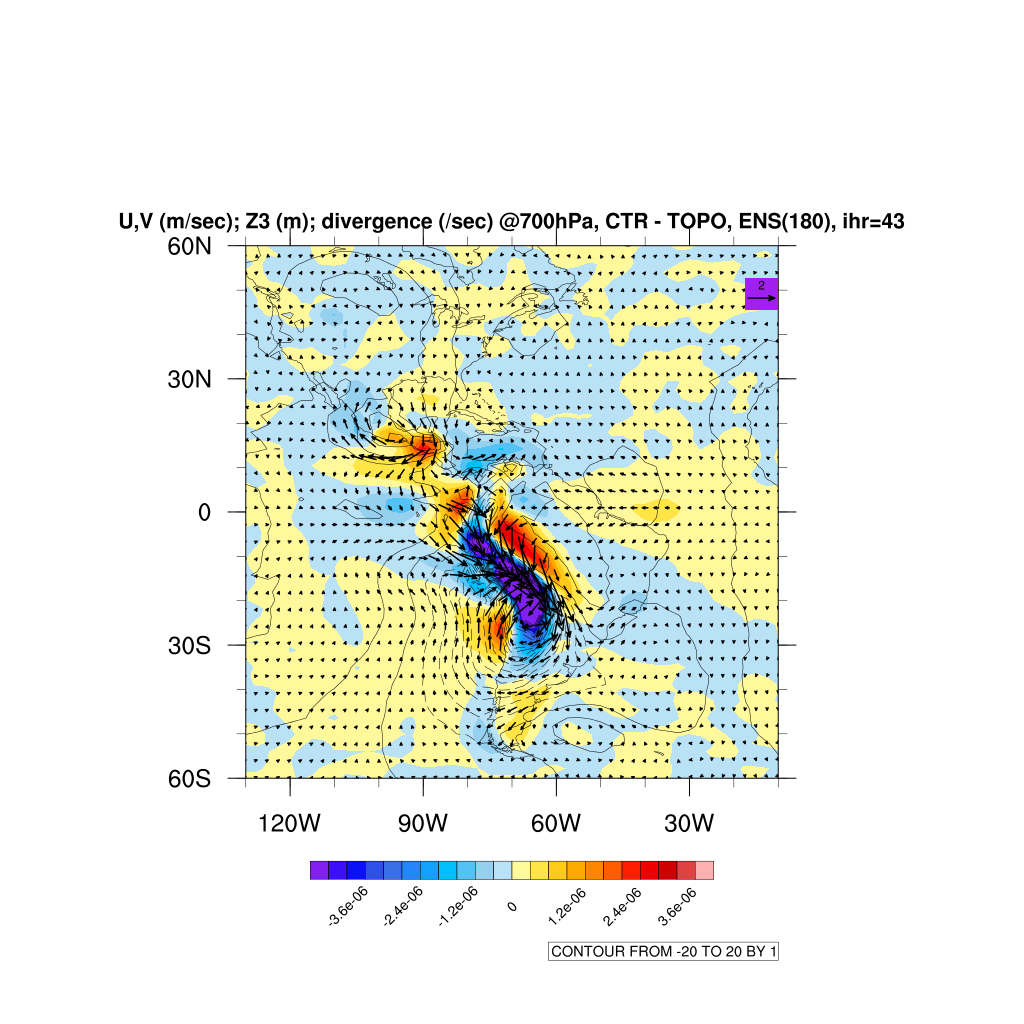 U,V (m/sec); Z3 (m); divergence (/sec) @700hPa, CTR - TOPO, ENS(180), ihr=43
60N
2
30N
0
30S
60S
120W 90W 60W 30W
-3.6e-06 -2.4e-06 -1.2e-06 0 1.2e-06 2.4e-06 3.6e-06
CONTOUR FROM -20 TO 20 BY 1